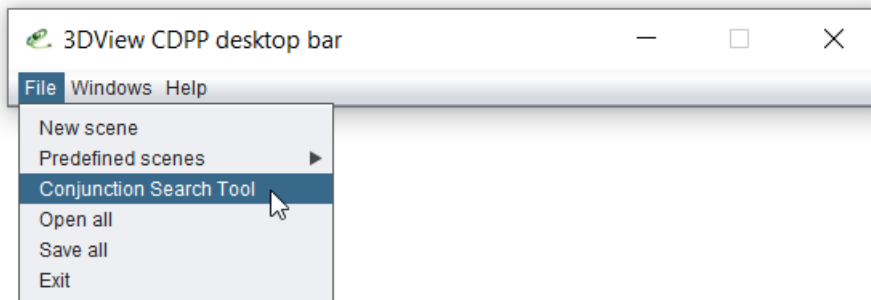 3DView CDPP desktop bar
File Windows Help
New scene
Predefined scenes
Conjunction Search Tool
Open all
Save all
Exit